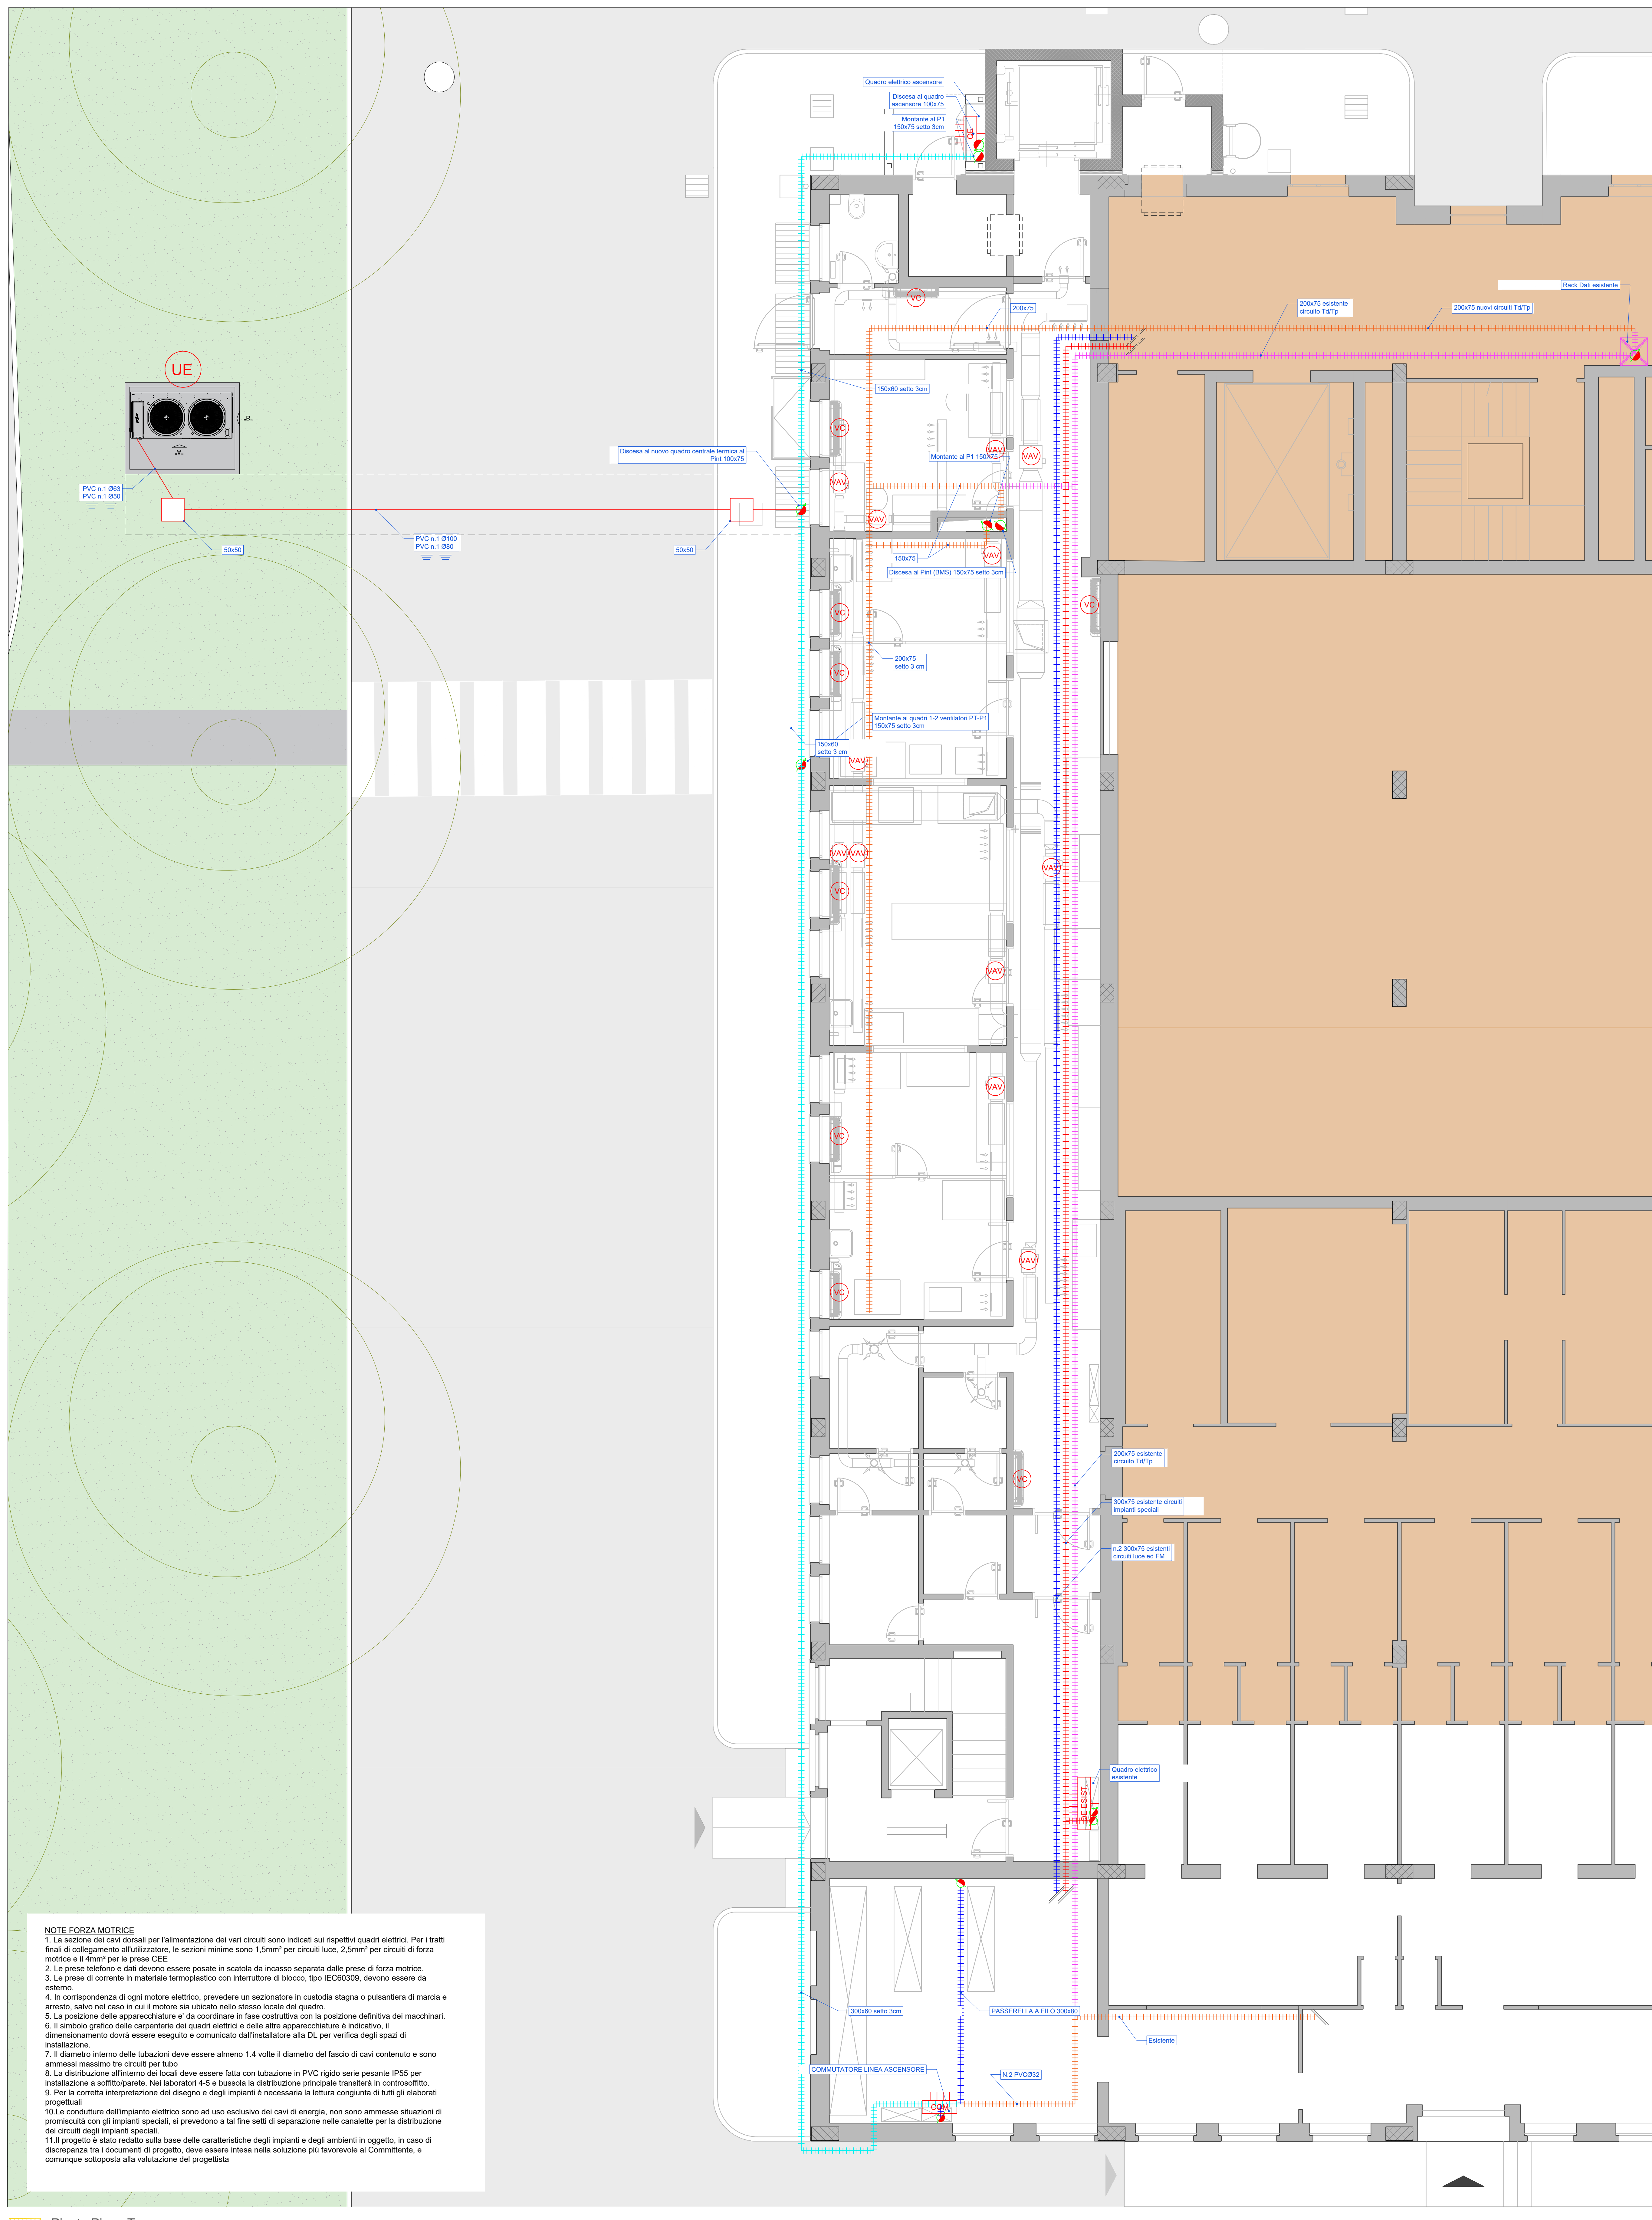 Quadro elettrico ascensore
Discesa al quadro
ascensore 100x75
Montante al P1
150x75 setto 3cm
QE
VC
200x75
200x75 esistente
circuito Td/Tp
200x75 nuovi circuiti Td/Tp
Rack Dati esistente
UE
150x60 setto 3cm
VC
VAV
VAV
Montante al P1 150X75
Discesa al nuovo quadro centrale termica al
Pint 100x75
VAV
PVC n.1 Ø63
PVC n.1 Ø50
VAV
50x50
PVC n.1 Ø100
PVC n.1 Ø80
50x50
150x75
VAV
Discesa al Pint (BMS) 150x75 setto 3cm
VC
VC
200x75
setto 3 cm
VC
Montante ai quadri 1-2 ventilatori PT-P1
150x75 setto 3cm
150x60
setto 3 cm
VAV
VAV
VAV
VAV
VC
VAV
VAV
VC
VAV
VC
200x75 esistente
circuito Td/Tp
VC
300x75 esistente circuiti
impianti speciali
n.2 300x75 esistenti
circuiti luce ed FM
Quadro elettrico
esistente
QE ESIST.
NOTE FORZA MOTRICE
1. La sezione dei cavi dorsali per l'alimentazione dei vari circuiti sono indicati sui rispettivi quadri elettrici. Per i tratti
finali di collegamento all'utilizzatore, le sezioni minime sono 1,5mm² per circuiti luce, 2,5mm² per circuiti di forza
motrice e il 4mm² per le prese CEE
2. Le prese telefono e dati devono essere posate in scatola da incasso separata dalle prese di forza motrice.
3. Le prese di corrente in materiale termoplastico con interruttore di blocco, tipo IEC60309, devono essere da
esterno.
4. In corrispondenza di ogni motore elettrico, prevedere un sezionatore in custodia stagna o pulsantiera di marcia e
arresto, salvo nel caso in cui il motore sia ubicato nello stesso locale del quadro.
5. La posizione delle apparecchiature e' da coordinare in fase costruttiva con la posizione definitiva dei macchinari.
6. Il simbolo grafico delle carpenterie dei quadri elettrici e delle altre apparecchiature è indicativo, il
dimensionamento dovrà essere eseguito e comunicato dall'installatore alla DL per verifica degli spazi di
installazione.
7. Il diametro interno delle tubazioni deve essere almeno 1.4 volte il diametro del fascio di cavi contenuto e sono
ammessi massimo tre circuiti per tubo
8. La distribuzione all'interno dei locali deve essere fatta con tubazione in PVC rigido serie pesante IP55 per
installazione a soffitto/parete. Nei laboratori 4-5 e bussola la distribuzione principale transiterà in controsoffitto.
9. Per la corretta interpretazione del disegno e degli impianti è necessaria la lettura congiunta di tutti gli elaborati
progettuali
10.Le condutture dell'impianto elettrico sono ad uso esclusivo dei cavi di energia, non sono ammesse situazioni di
promiscuità con gli impianti speciali, si prevedono a tal fine setti di separazione nelle canalette per la distribuzione
dei circuiti degli impianti speciali.
11.Il progetto è stato redatto sulla base delle caratteristiche degli impianti e degli ambienti in oggetto, in caso di
discrepanza tra i documenti di progetto, deve essere intesa nella soluzione più favorevole al Committente, e
comunque sottoposta alla valutazione del progettista
300x60 setto 3cm
PASSERELLA A FILO 300x80
Esistente
COMMUTATORE LINEA ASCENSORE
N.2 PVCØ32
COM